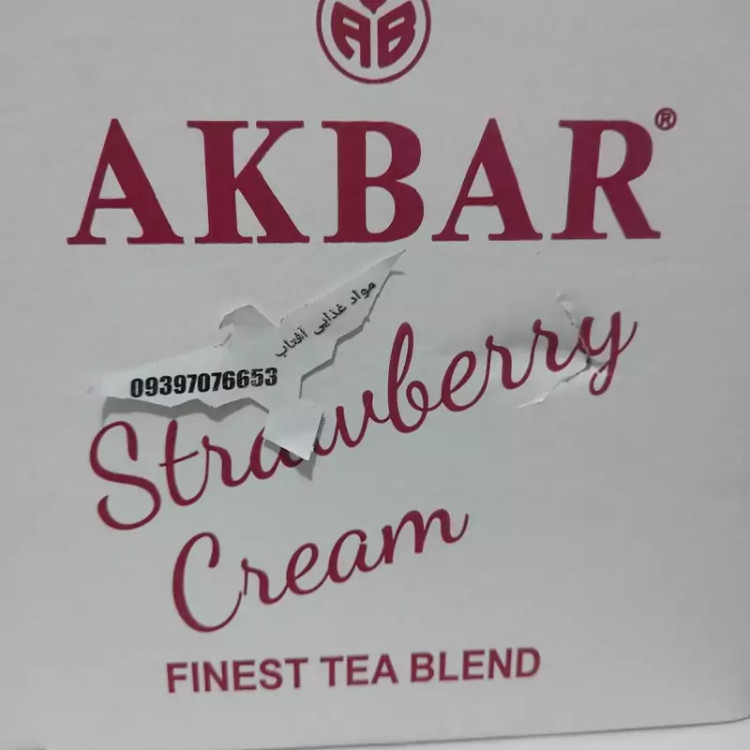 AB
AKBAR®
مواد غذایی آفتاب
09397076653
Strawberry
Cream
FINEST TEA BLEND